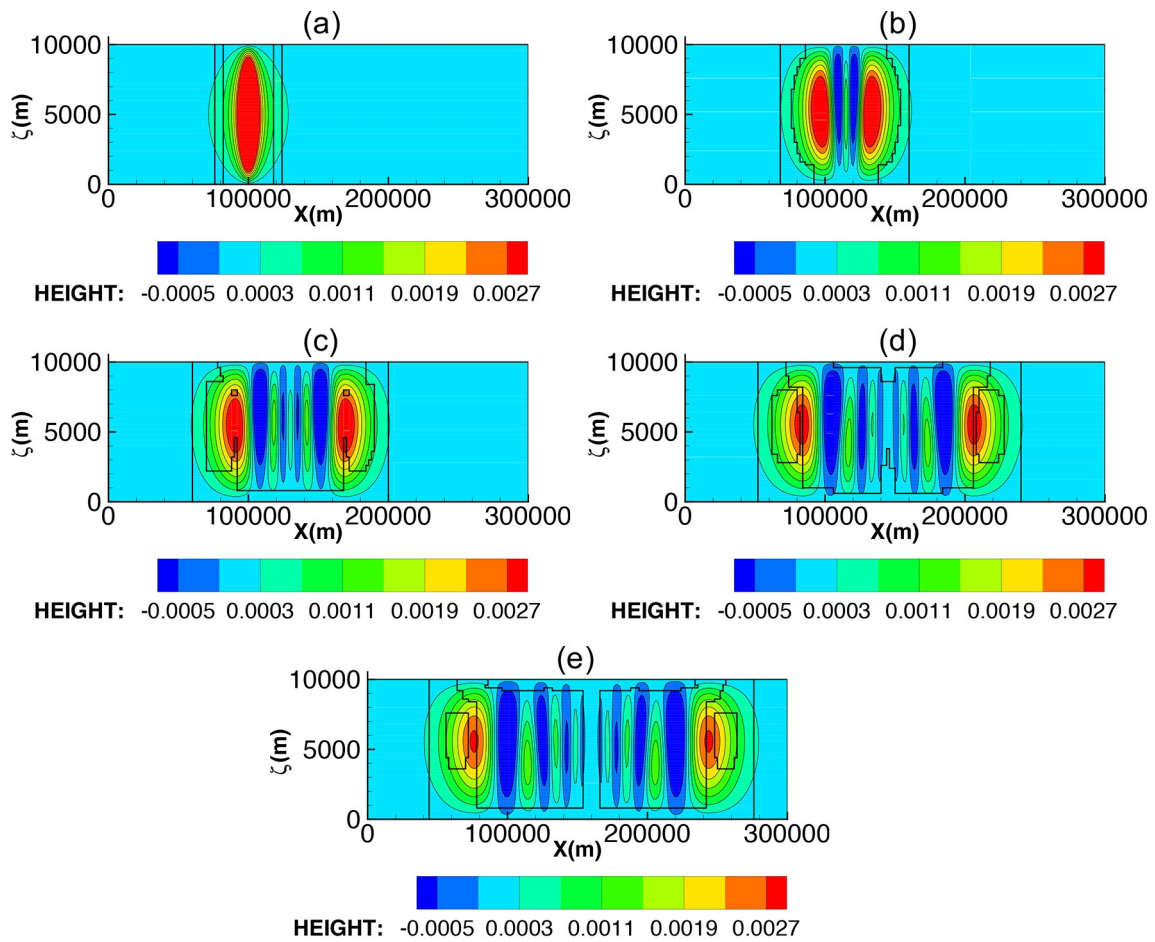 (a) (b)
10000 10000
ζ(m) 5000 ζ(m) 5000
0 0
0 100000 200000 300000 0 100000 200000 300000
X(m) X(m)
HEIGHT: -0.0005 0.0003 0.0011 0.0019 0.0027 HEIGHT: -0.0005 0.0003 0.0011 0.0019 0.0027
(c) (d)
10000 10000
ζ(m) 5000 ζ(m) 5000
0 0
0 100000 200000 300000 0 100000 200000 300000
X(m) X(m)
HEIGHT: -0.0005 0.0003 0.0011 0.0019 0.0027 HEIGHT: -0.0005 0.0003 0.0011 0.0019 0.0027
(e)
10000
ζ(m) 5000
0
0 100000 200000 300000
X(m)
HEIGHT: -0.0005 0.0003 0.0011 0.0019 0.0027